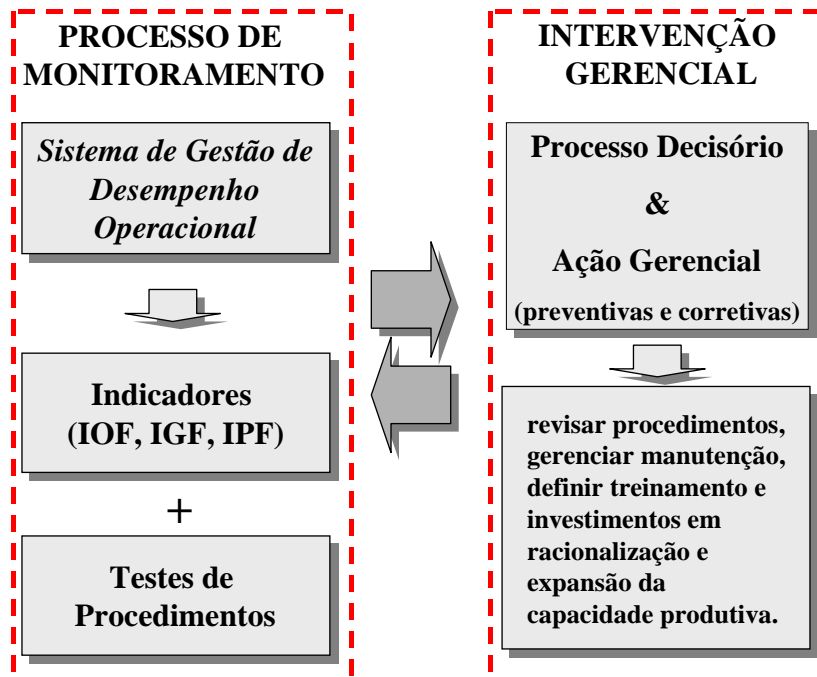 PROCESSO DE
MONITORAMENTO
Sistema de Gestão de
Desempenho
Operacional
Indicadores
(IOF, IGF, IPF)
+
Testes de
Procedimentos
INTERVENÇÃO
GERENCIAL
Processo Decisório
&
Ação Gerencial
(preventivas e corretivas)
revisar procedimentos,
gerenciar manutenção,
definir treinamento e
investimentos em
racionalização e
expansão da
capacidade produtiva.